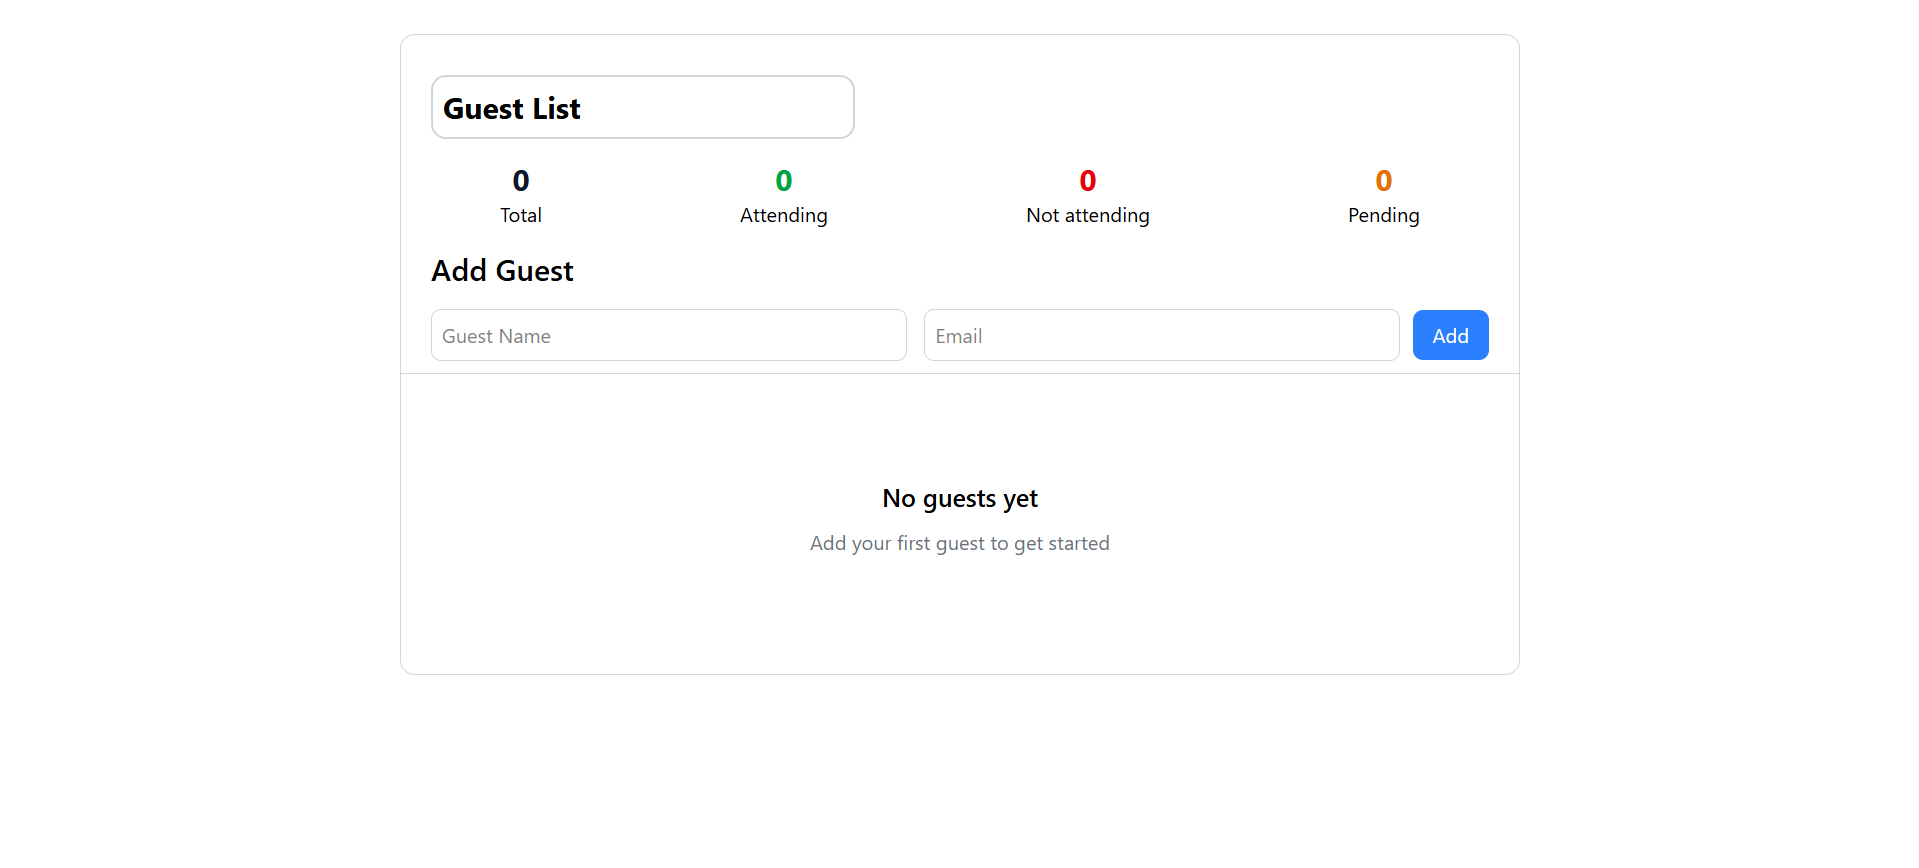 Guest List
0 0 0 0
Total Attending Not attending Pending
Add Guest
Guest Name Email Add
No guests yet
Add your first guest to get started